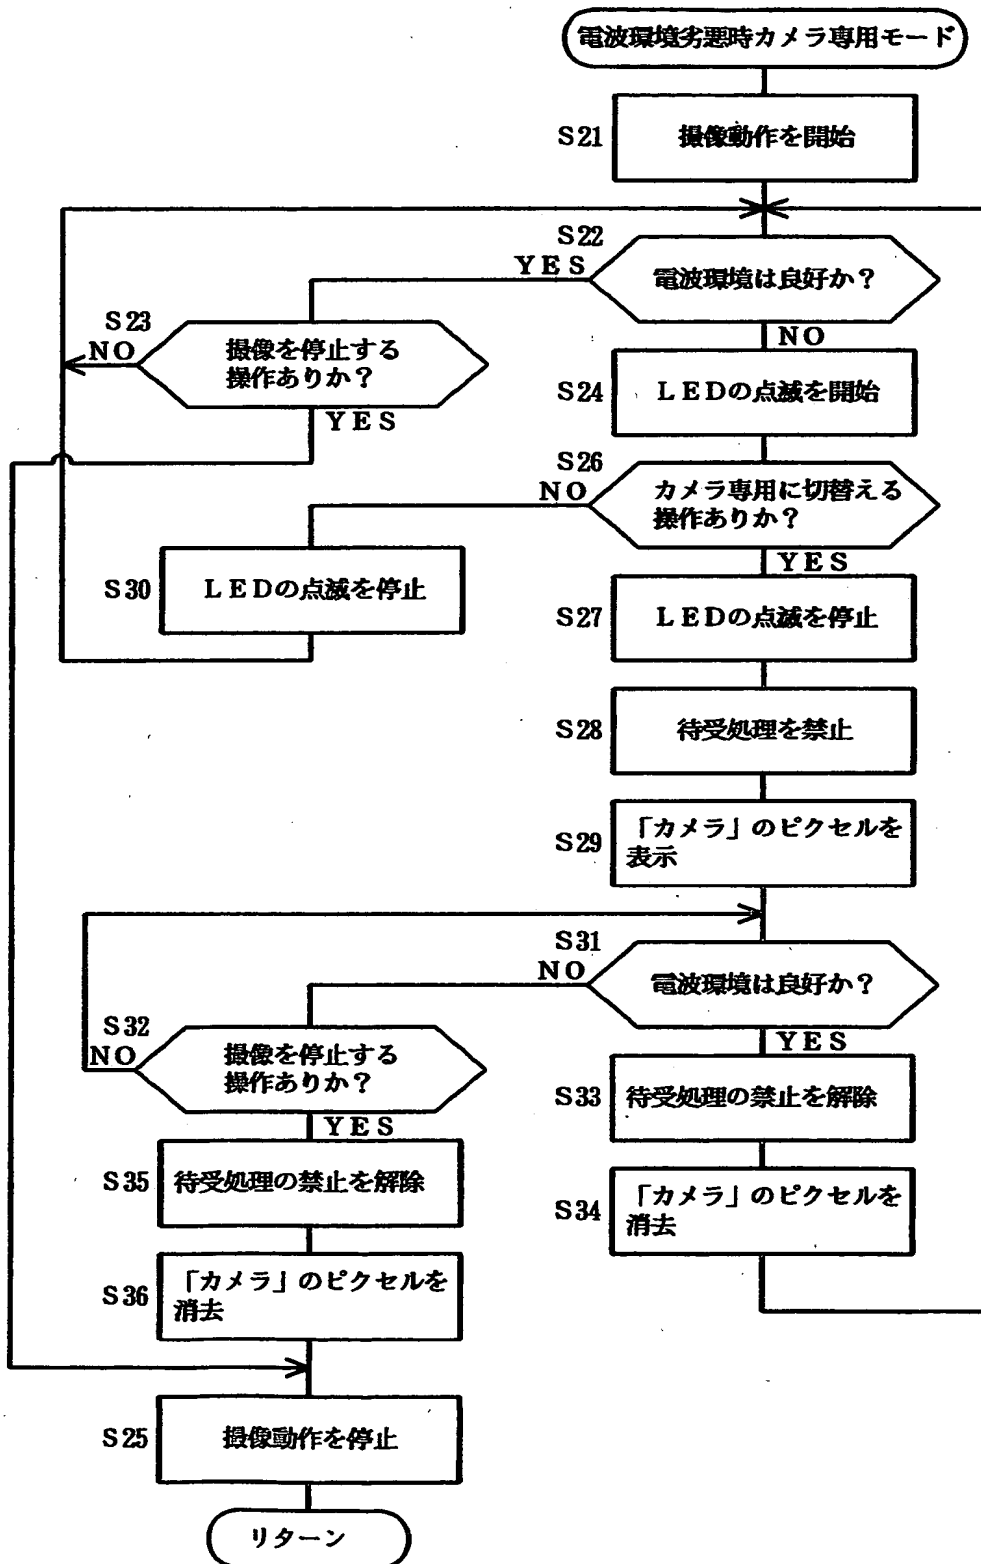 電波環境劣悪時カメラ専用モード
S21
撮像動作を開始
S22
YES
電波環境は良好か？
NO
S23
NO
撮像を停止する
操作ありか？
YES
S24
LEDの点滅を開始
S26
NO
カメラ専用に切替える
操作ありか？
YES
S30
LEDの点滅を停止
S27
LEDの点滅を停止
S28
待受処理を禁止
S29
「カメラ」のピクセルを
表示
S31
NO
電波環境は良好か？
YES
S32
NO
撮像を停止する
操作ありか？
YES
S33
待受処理の禁止を解除
S35
待受処理の禁止を解除
S34
「カメラ」のピクセルを
消去
S36
「カメラ」のピクセルを
消去
S25
撮像動作を停止
リターン